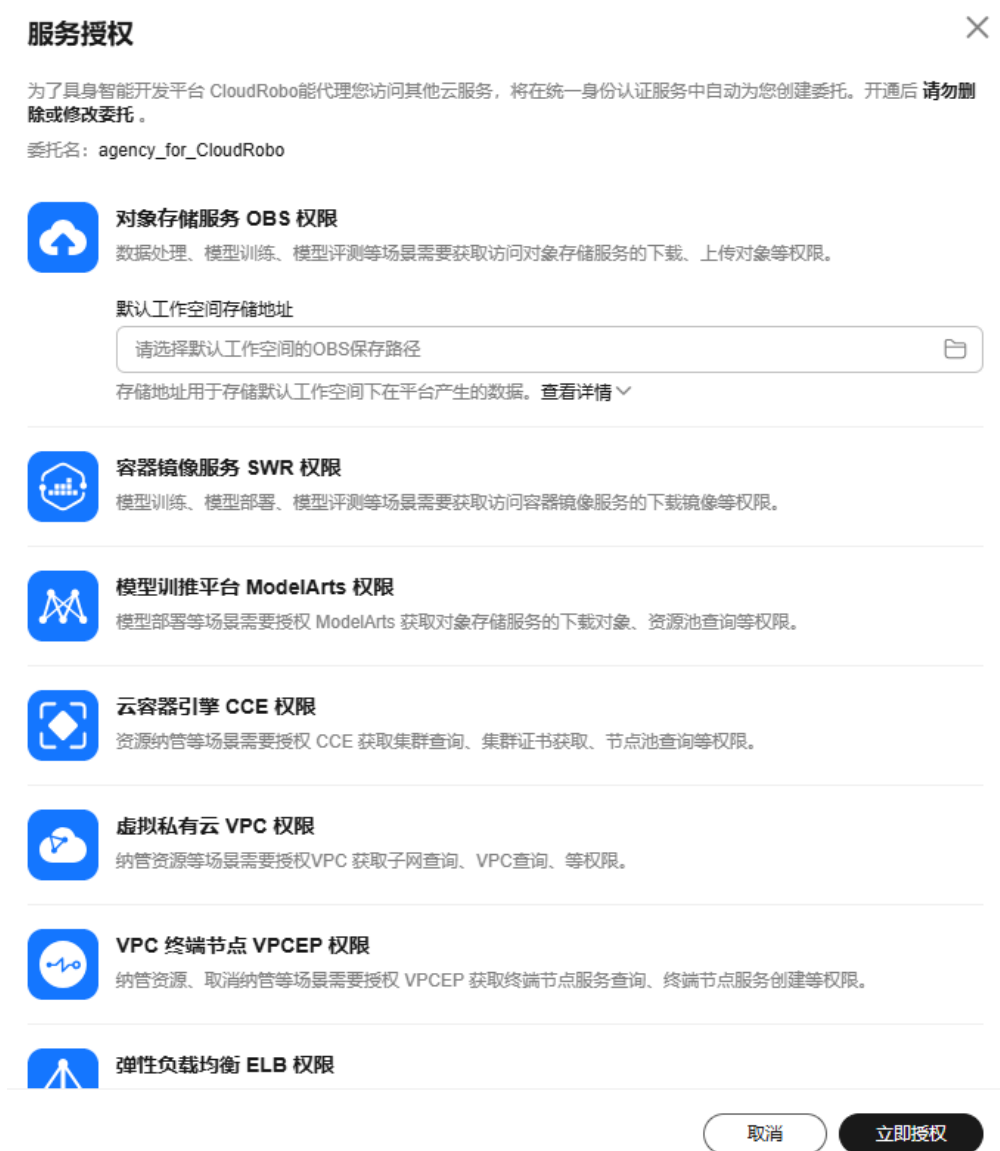 服务授权
为了具身智能开发平台 CloudRobo能代理您访问其他云服务，将在统一身份认证服务中自动为您创建委托。开通后 请勿删
除或修改委托 。
委托名：agency_for_CloudRobo
对象存储服务 OBS 权限
数据处理、模型训练、模型评测等场景需要获取访问对象存储服务的下载、上传对象等权限。
默认工作空间存储地址
请选择默认工作空间的OBS保存路径
存储地址用于存储默认工作空间下在平台产生的数据。查看详情
容器镜像服务 SWR 权限
模型训练、模型部署、模型评测等场景需要获取访问容器镜像服务的下载镜像等权限。
模型训推平台 ModelArts 权限
模型部署等场景需要授权 ModelArts 获取对象存储服务的下载对象、资源池查询等权限。
云容器引擎 CCE 权限
资源纳管等场景需要授权 CCE 获取集群查询、集群证书获取、节点池查询等权限。
虚拟私有云 VPC 权限
纳管资源等场景需要授权VPC 获取子网查询、VPC查询、等权限。
VPC 终端节点 VPCEP 权限
纳管资源、取消纳管等场景需要授权 VPCEP 获取终端节点服务查询、终端节点服务创建等权限。
弹性负载均衡 ELB 权限
取消
立即授权